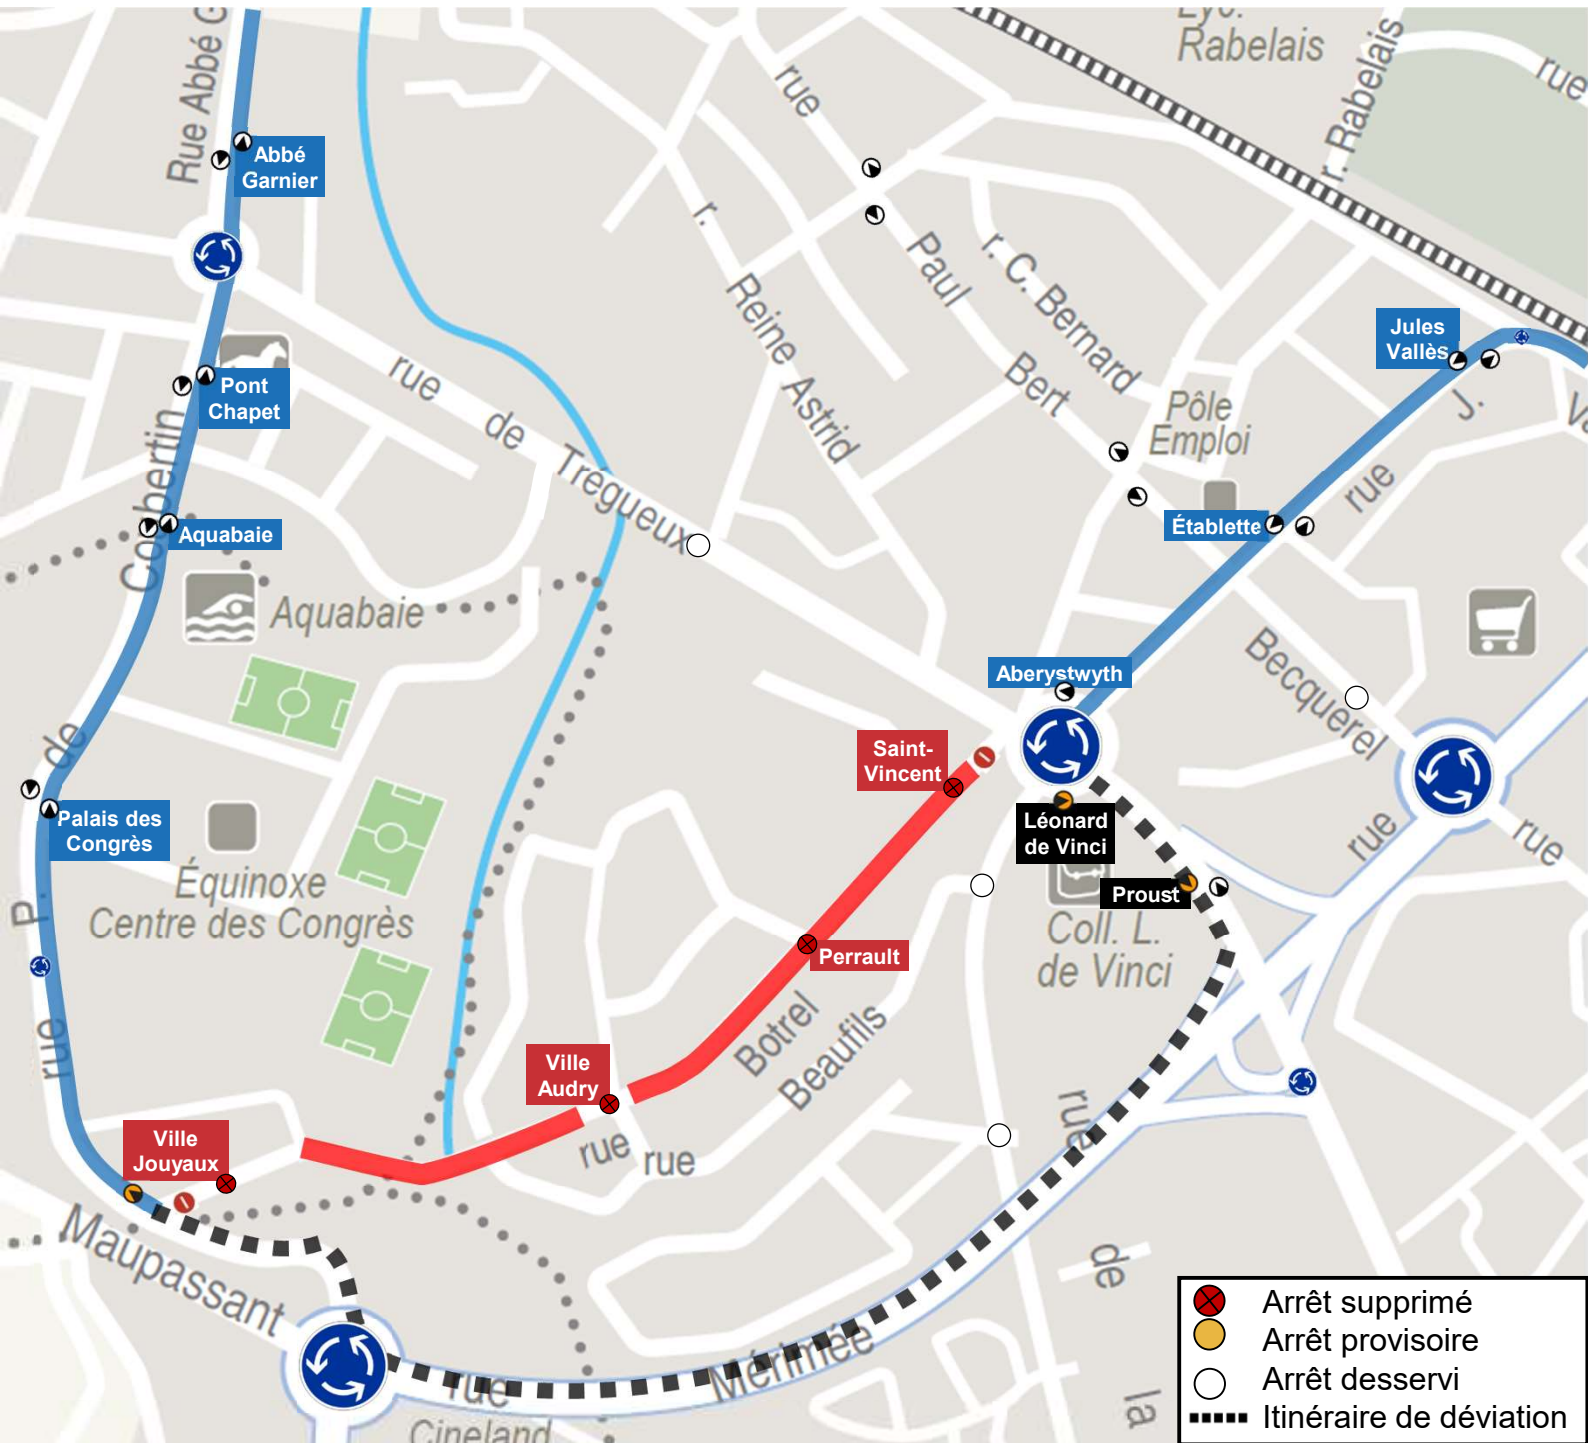 Lyc.
Rabelais
r. Rabelais
rue
Rue Abbé G
Abbé
Garnier
rue
Paul
Bert
r. C. Bernard
r.
Reine Astrid
Jules
Vallès
J.
rue
Pont
Chapet
rue
de
Trégueux
Pôle
Emploi
Établette
Coubertin
Aquabaie
Aquabaie
Aberystwyth
Becquerel
Saint-
Vincent
de
Palais des
Congrès
Léonard
de Vinci
rue
rue
Équinoxe
Centre des Congrès
Proust
P.
Coll. L.
de Vinci
Perrault
rue
Botrel
Beaufils
Ville
Audry
rue
rue
rue
Ville
Jouyaux
Maupassant
de
la
rue
Mérimée
Cineland
Arrêt supprimé
Arrêt provisoire
Arrêt desservi
Itinéraire de déviation